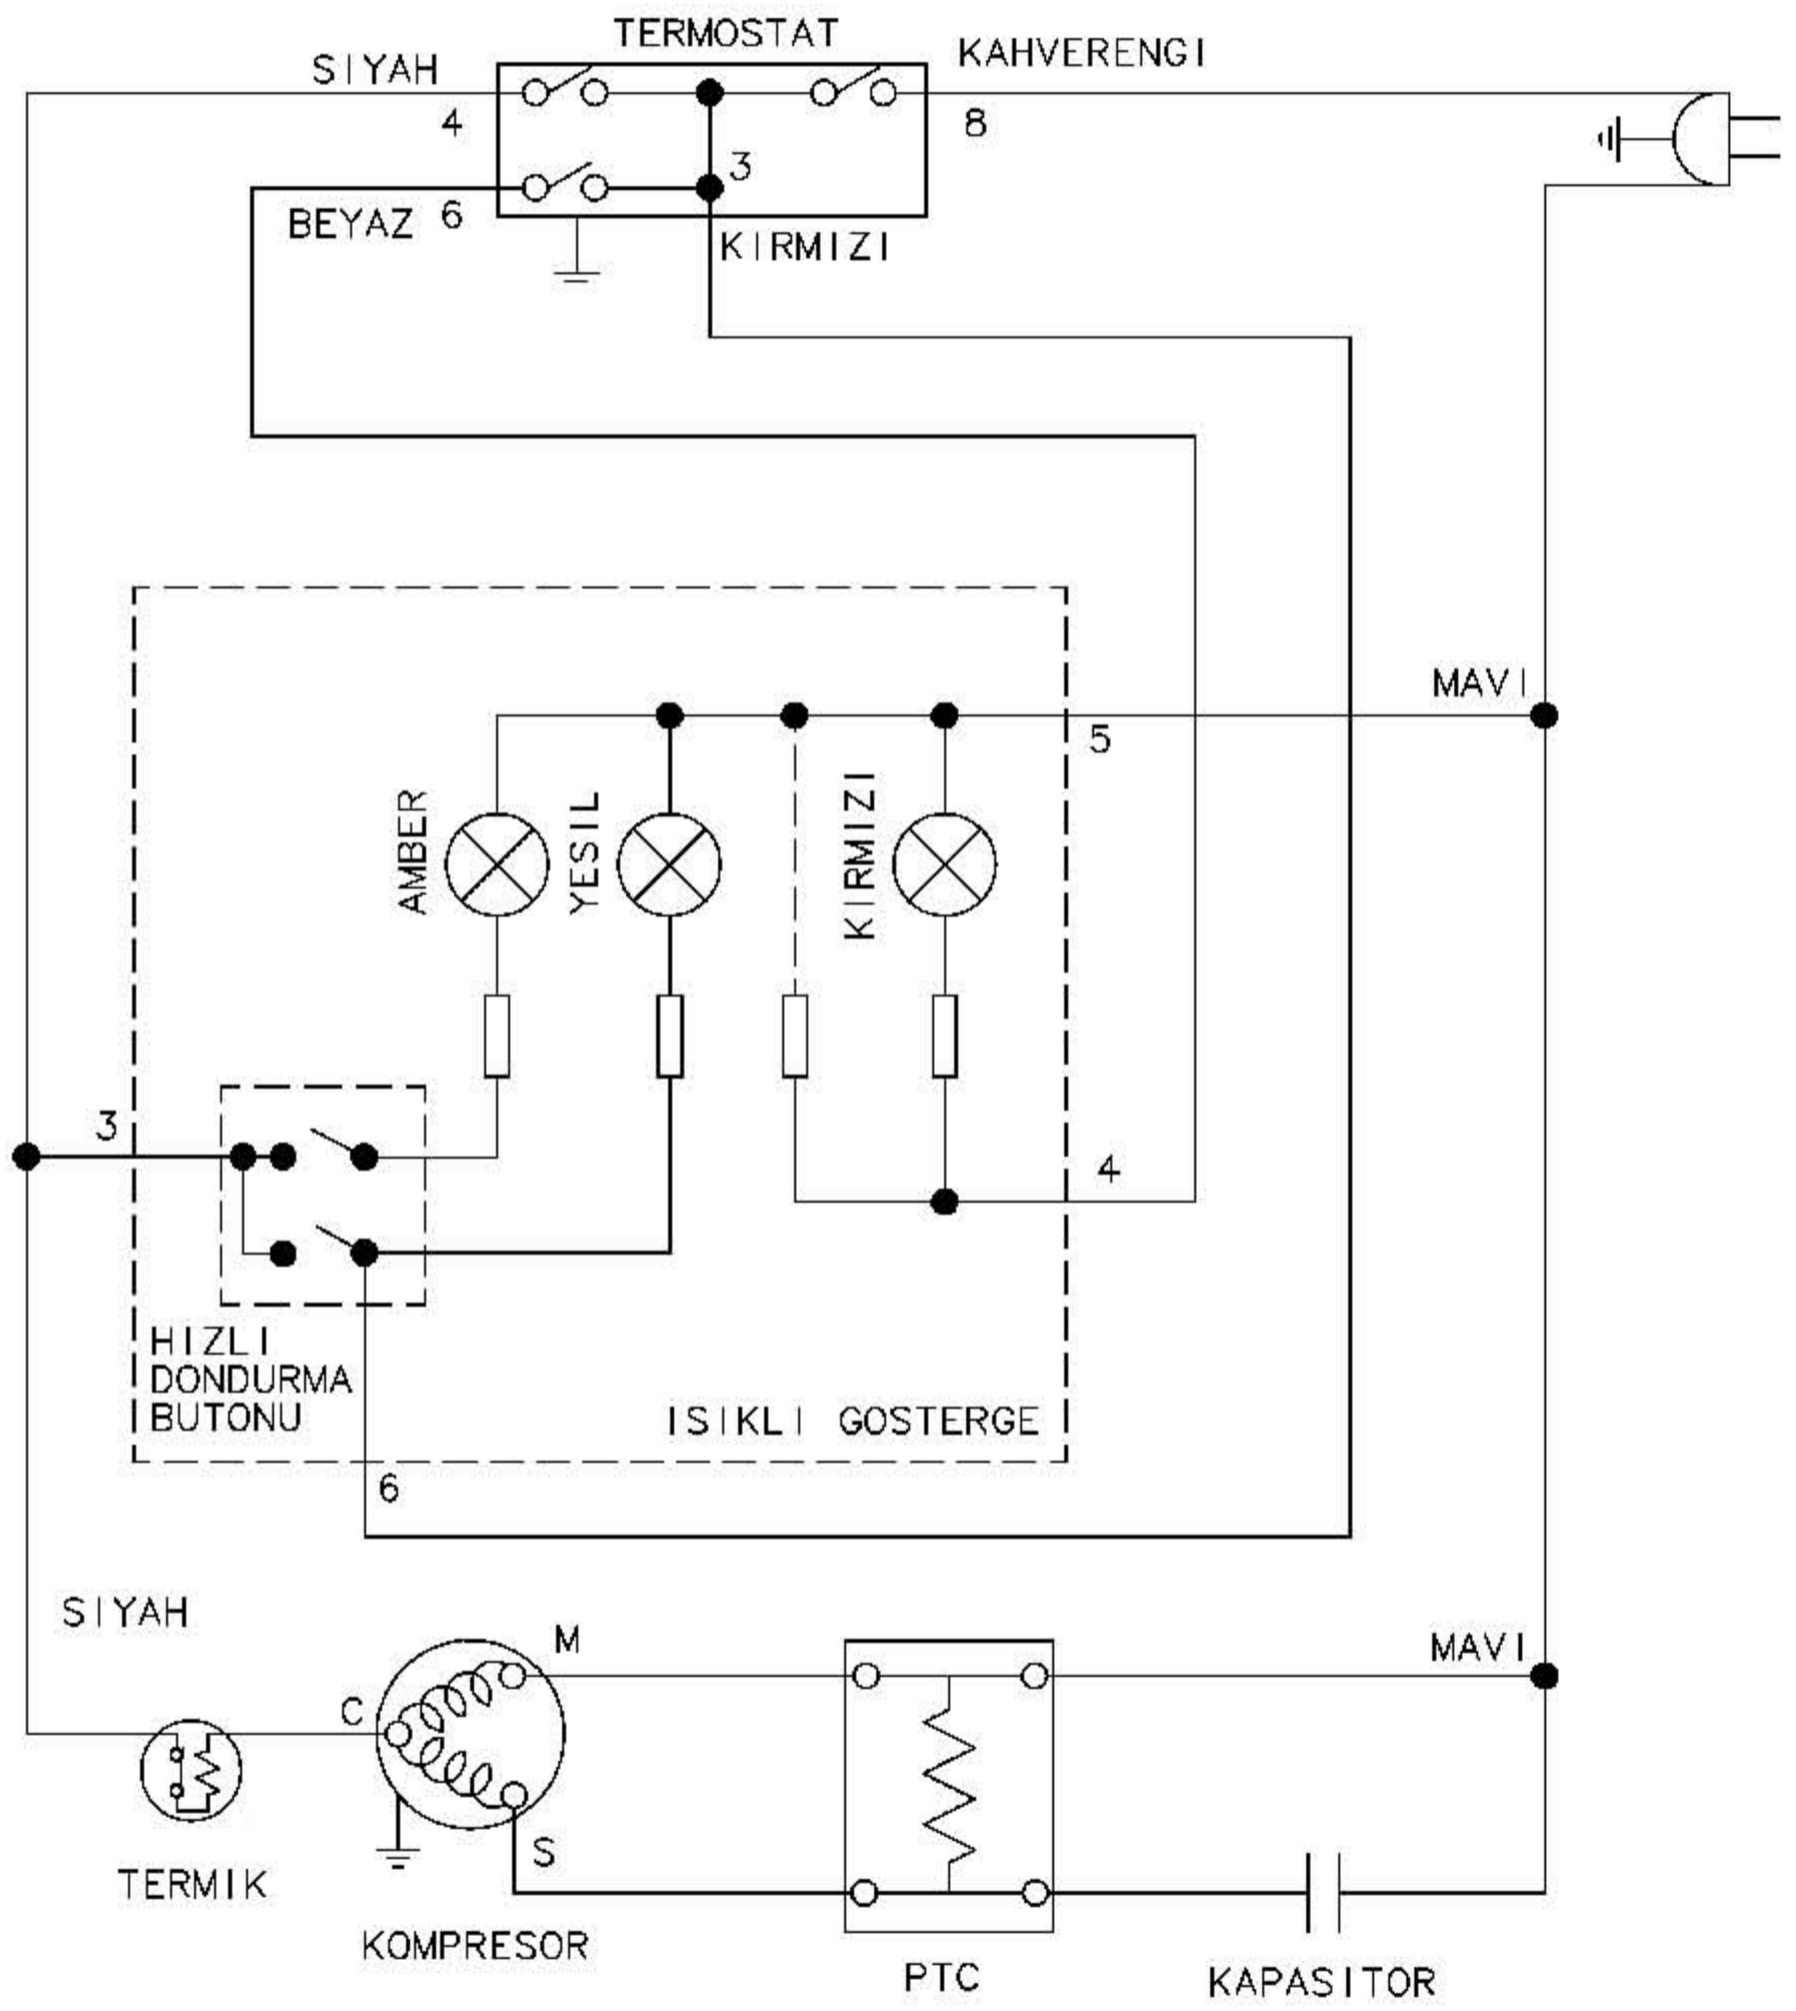 TERMOSTAT
SIYAH
KAHVERENGI
4
8
3
BEYAZ
6
KIRMIZI
MAVI
5
AMBER
YESIL
KIRMIZI
3
4
HIZLI
DONDURMA
BUTONU
ISIKLI GOSTERGE
6
SIYAH
M
MAVI
C
S
TERMIK
KOMPRESOR
PTC
KAPASITOR